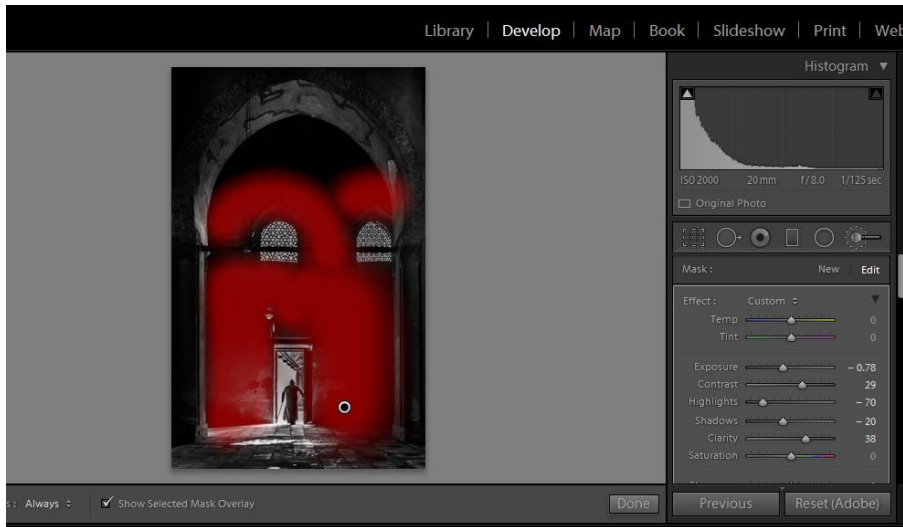 Library | Develop | Map | Book | Slideshow | Print | Web
Histogram
ISO 2000 20 mm f / 8.0 1/125 sec
Original Photo
Mask : New Edit
Effect : Custom
Temp 0
Tint 0
Exposure – 0.78
Contrast 29
Highlights – 70
Shadows – 20
Clarity 38
Saturation 0
s : Always Show Selected Mask Overlay Done Previous Reset (Adobe)